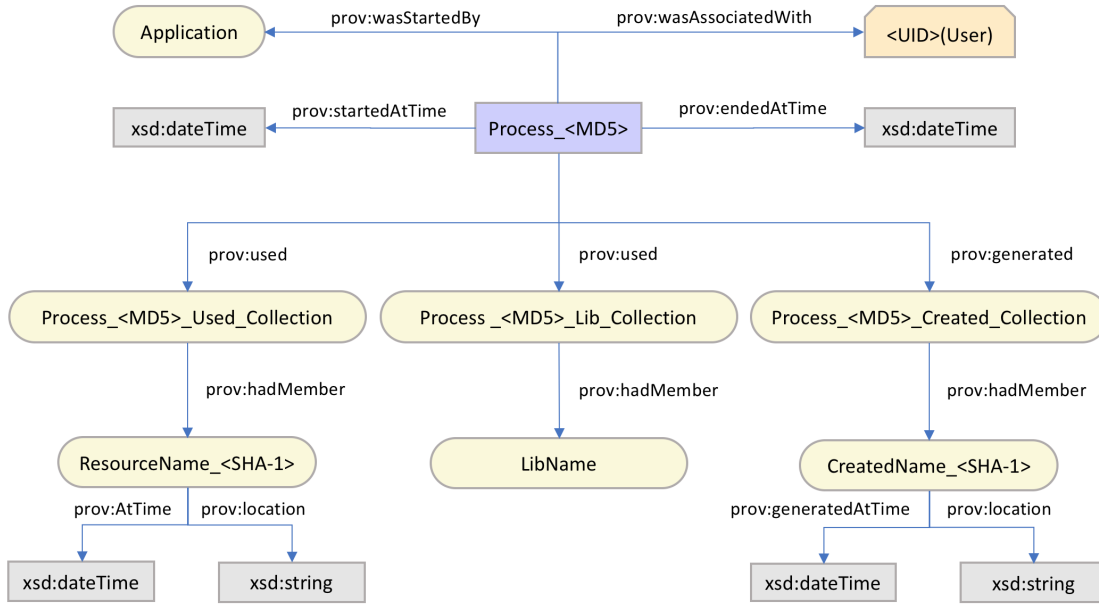 prov:wasStartedBy
prov:wasAssociatedWith
Application
<UID>(User)
prov:startedAtTime
prov:endedAtTime
xsd:dateTime
Process_<MD5>
xsd:dateTime
prov:used
prov:used
prov:generated
Process_<MD5>_Used_Collection
Process _<MD5>_Lib_Collection
Process_<MD5>_Created_Collection
prov:hadMember
prov:hadMember
prov:hadMember
ResourceName_<SHA-1>
LibName
CreatedName_<SHA-1>
prov:AtTime
prov:location
prov:generatedAtTime
prov:location
xsd:dateTime
xsd:string
xsd:dateTime
xsd:string